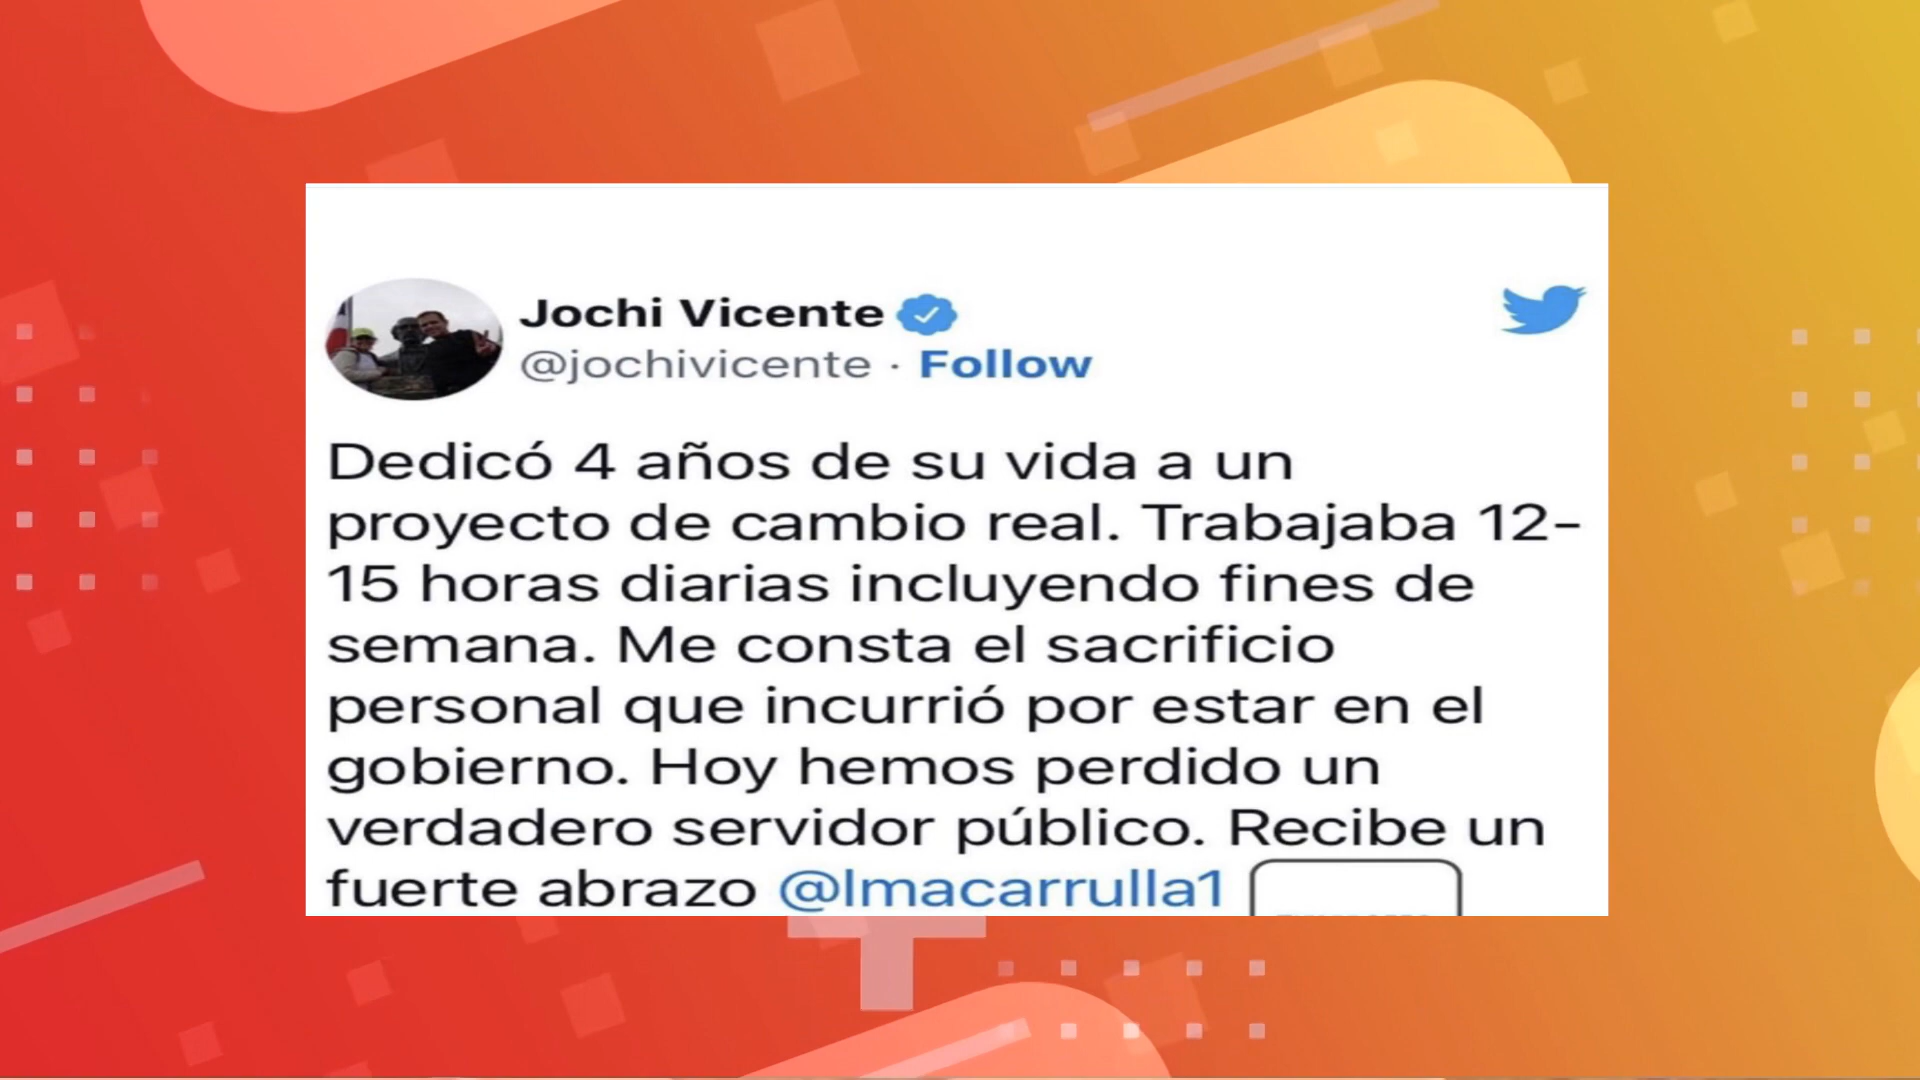 Jochi Vicente
@jochivicente · Follow
Dedicó 4 años de su vida a un
proyecto de cambio real. Trabajaba 12-
15 horas diarias incluyendo fines de
semana. Me consta el sacrificio
personal que incurrió por estar en el
gobierno. Hoy hemos perdido un
verdadero servidor público. Recibe un
fuerte abrazo @lmacarrulla1